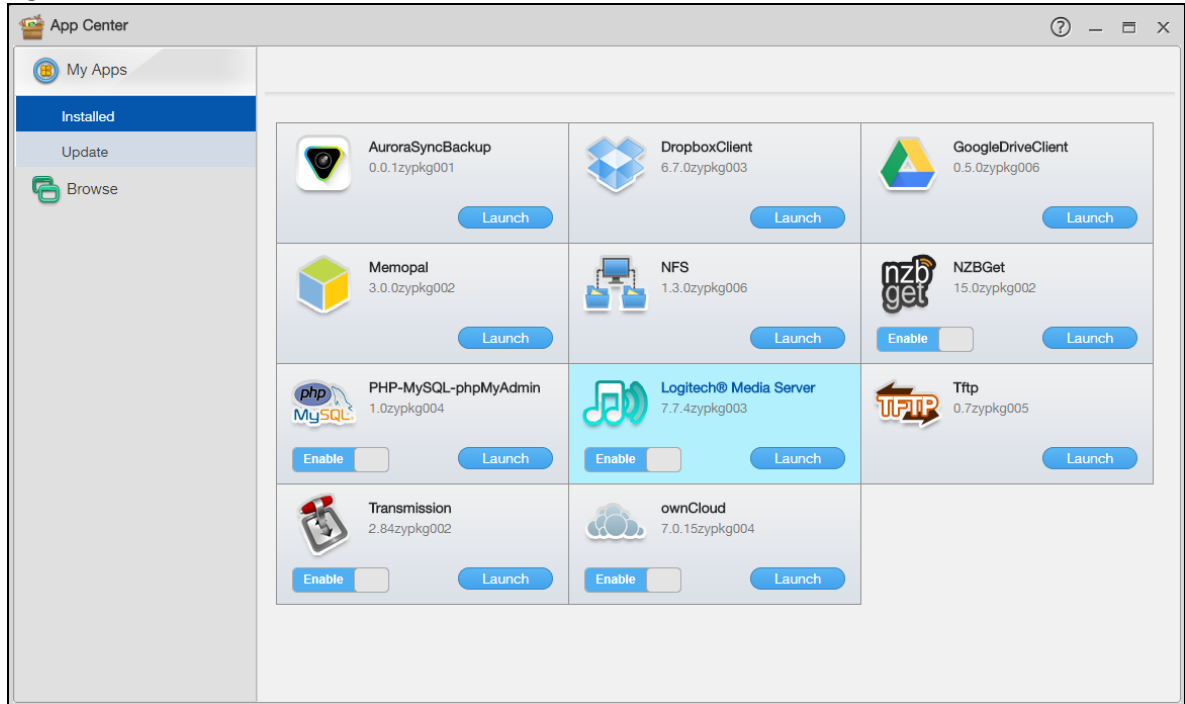 App Center
My Apps
Installed
Update
Browse
AuroraSyncBackup
0.0.1zypkg001
Launch
DropboxClient
6.7.0zypkg003
Launch
GoogleDriveClient
0.5.0zypkg006
Launch
Memopal
3.0.0zypkg002
Launch
NFS
1.3.0zypkg006
Launch
nzb
get
NZBGet
15.0zypkg002
Enable
Launch
php
MySQL
PHP-MySQL-phpMyAdmin
1.0zypkg004
Enable
Launch
Logitech® Media Server
7.7.4zypkg003
Enable
Launch
TFTP
Tftp
0.7zypkg005
Launch
Transmission
2.84zypkg002
Enable
Launch
ownCloud
7.0.15zypkg004
Enable
Launch